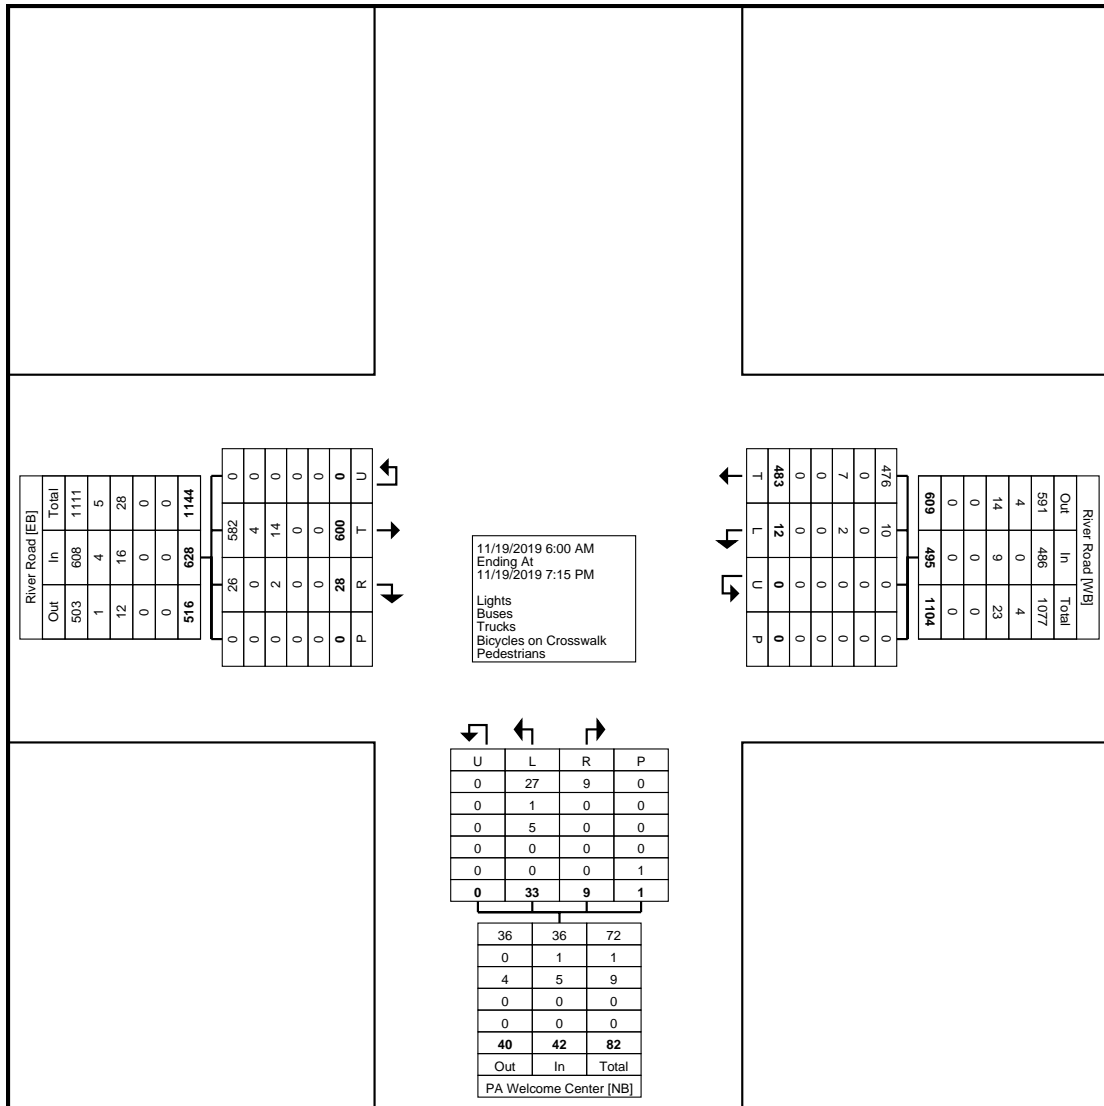 U T R P
0 600 28 0
0 0 0 0
0 0 0 0
0 14 2 0
0 4 0 0
0 582 26 0
1144 628 516
0 0 0
0 0 0
28 16 12
5 4 1
1111 608 503
Total In Out
River Road [EB]
11/19/2019 6:00 AM
Ending At
11/19/2019 7:15 PM
Lights
Buses
Trucks
Bicycles on Crosswalk
Pedestrians
River Road [WB]
Out In Total
591 486 1077
4 0 4
14 9 23
0 0 0
0 0 0
609 495 1104
476 10 0 0
0 0 0 0
7 2 0 0
0 0 0 0
0 0 0 0
483 12 0 0
T L U P
U L R P
0 27 9 0
0 1 0 0
0 5 0 0
0 0 0 0
0 0 0 1
0 33 9 1
36 36 72
0 1 1
4 5 9
0 0 0
0 0 0
40 42 82
Out In Total
PA Welcome Center [NB]